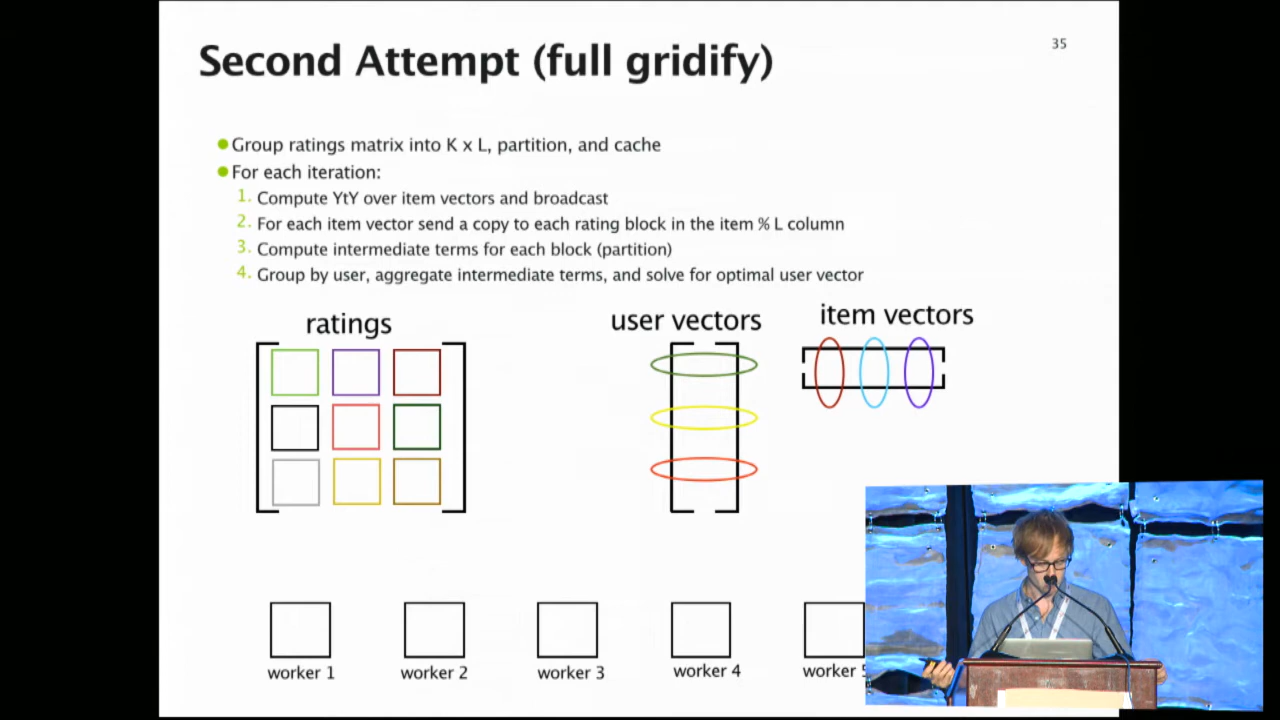 35
Second Attempt (full gridify)
Group ratings matrix into K x L, partition, and cache
For each iteration:
1. Compute YtY over item vectors and broadcast
2. For each item vector send a copy to each rating block in the item % L column
3. Compute intermediate terms for each block (partition)
4. Group by user, aggregate intermediate terms, and solve for optimal user vector
ratings
user vectors
item vectors
worker 1
worker 2
worker 3
worker 4
worker